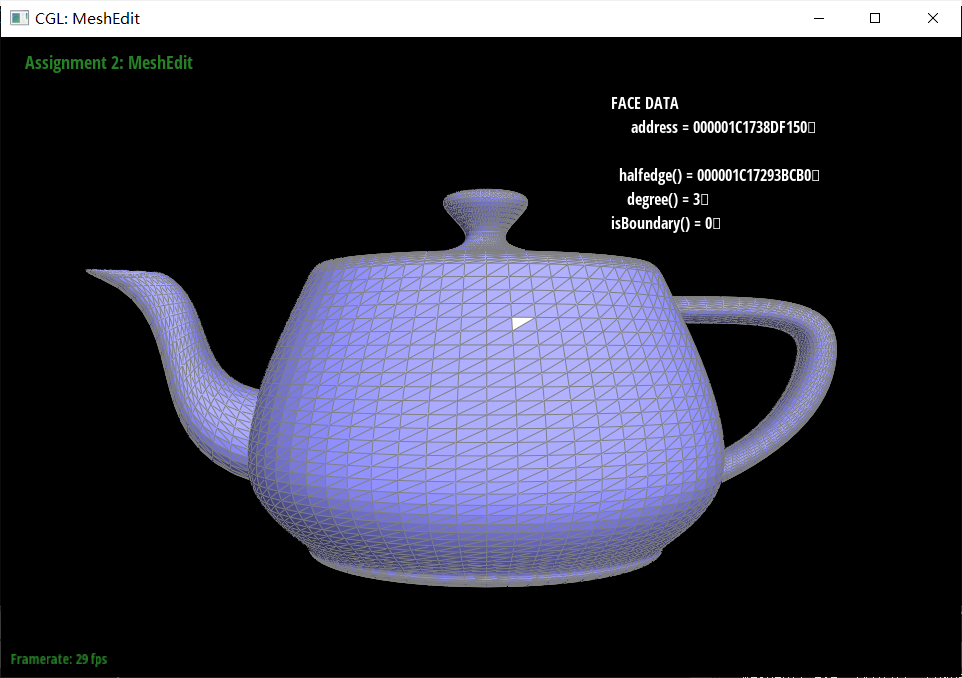 CGL: MeshEdit
Assignment 2: MeshEdit
FACE DATA
address = 000001C1738DF150
halfedge() = 000001C17293BCB0
degree() = 3
isBoundary() = 0
Framerate: 29 fps